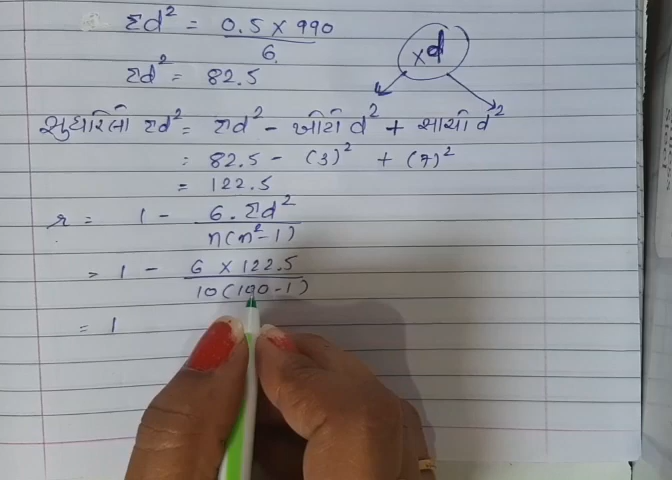 Σd² = 0.5 × 990 / 6
Σd² = 82.5
×d
સુધારેલી Σd² = Σd² - ખોટી d² + સાચી d²
= 82.5 - (3)² + (7)²
= 122.5
r = 1 - 6 . Σd² / n(n²-1)
= 1 - 6 × 122.5 / 10(100-1)
= 1